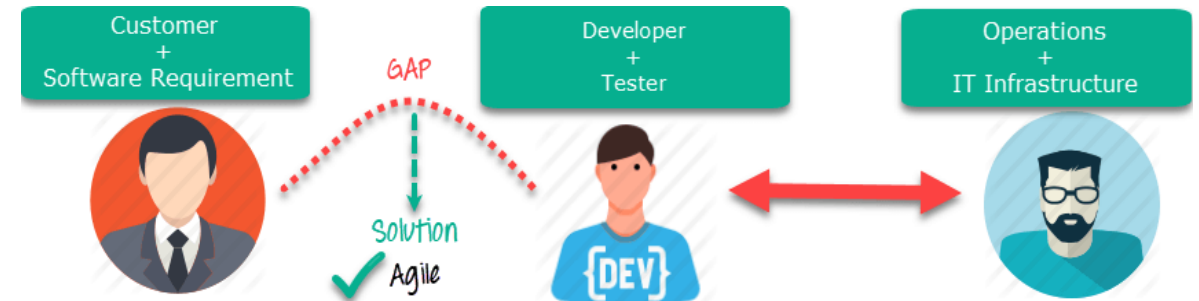 Customer
+
Software Requirement
Developer
+
Tester
Operations
+
IT Infrastructure
GAP
Solution
Agile
{DEV}